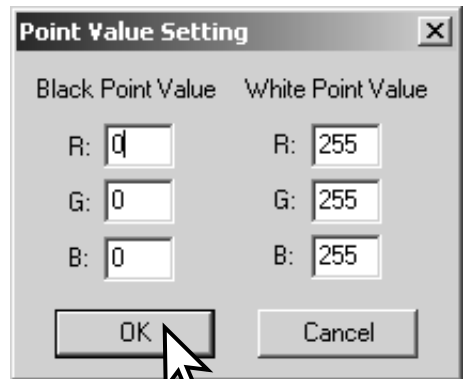 Point Value Setting
Black Point Value White Point Value
R: 0 R: 255
G: 0 G: 255
B: 0 B: 255
OK Cancel